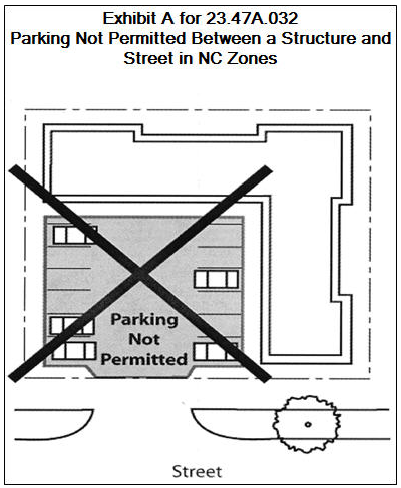 Exhibit A for 23.47A.032
Parking Not Permitted Between a Structure and
Street in NC Zones
Parking
Not
Permitted
Street